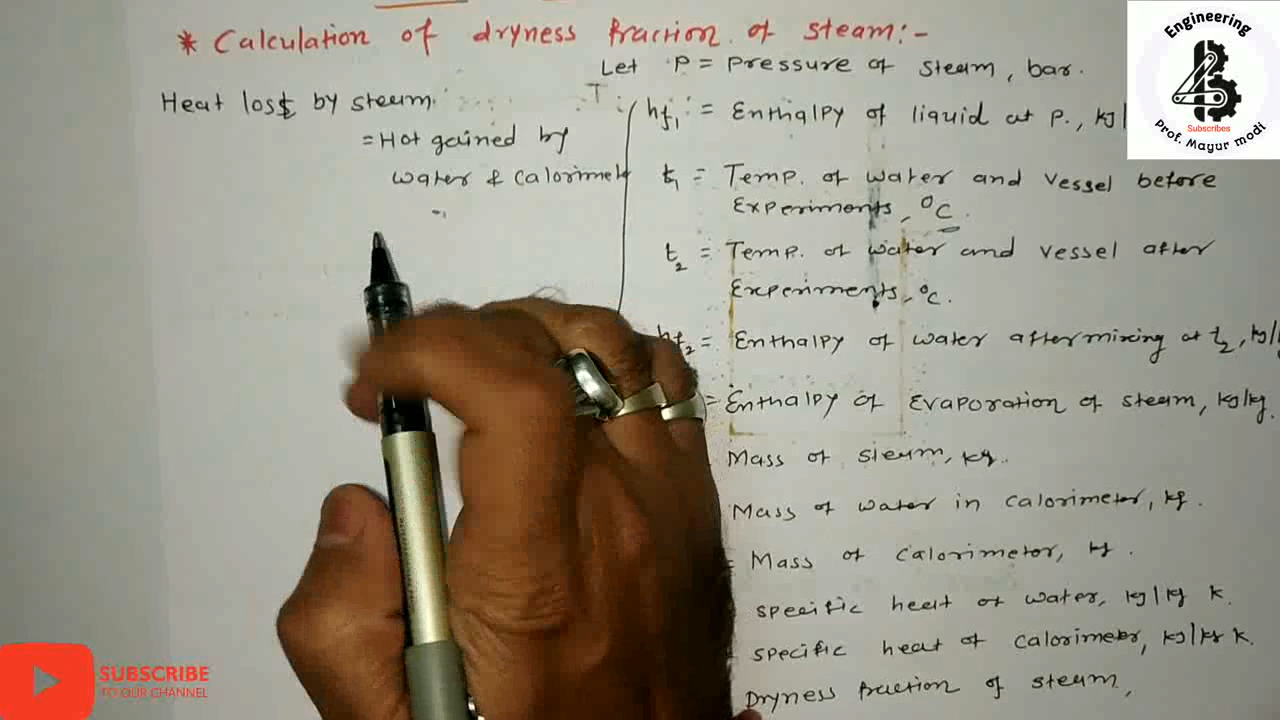 * Calculation of dryness fraction of steam:-
Let P = Pressure of steam, bar.
Heat loss by steam
= Hot gained by
water & calorimet
hf1 = Enthalpy of liquid at P., kJ/
t1 = Temp. of water and vessel before
Experiments, °C.
t2 = Temp. of water and vessel after
Experiments, °C.
hf2 = Enthalpy of water after mixing at t2, kJ/
= Enthalpy of Evaporation of steam, kJ/kg.
Mass of steam, kg.
Mass of water in calorimeter, kg.
= Mass of calorimeter, kg.
specific heat of water, kJ/kg K.
= specific heat of calorimeter, kJ/kg K.
Dryness fraction of steam,
Engineering
Subscribes
Prof. Mayur modi
SUBSCRIBE
TO OUR CHANNEL